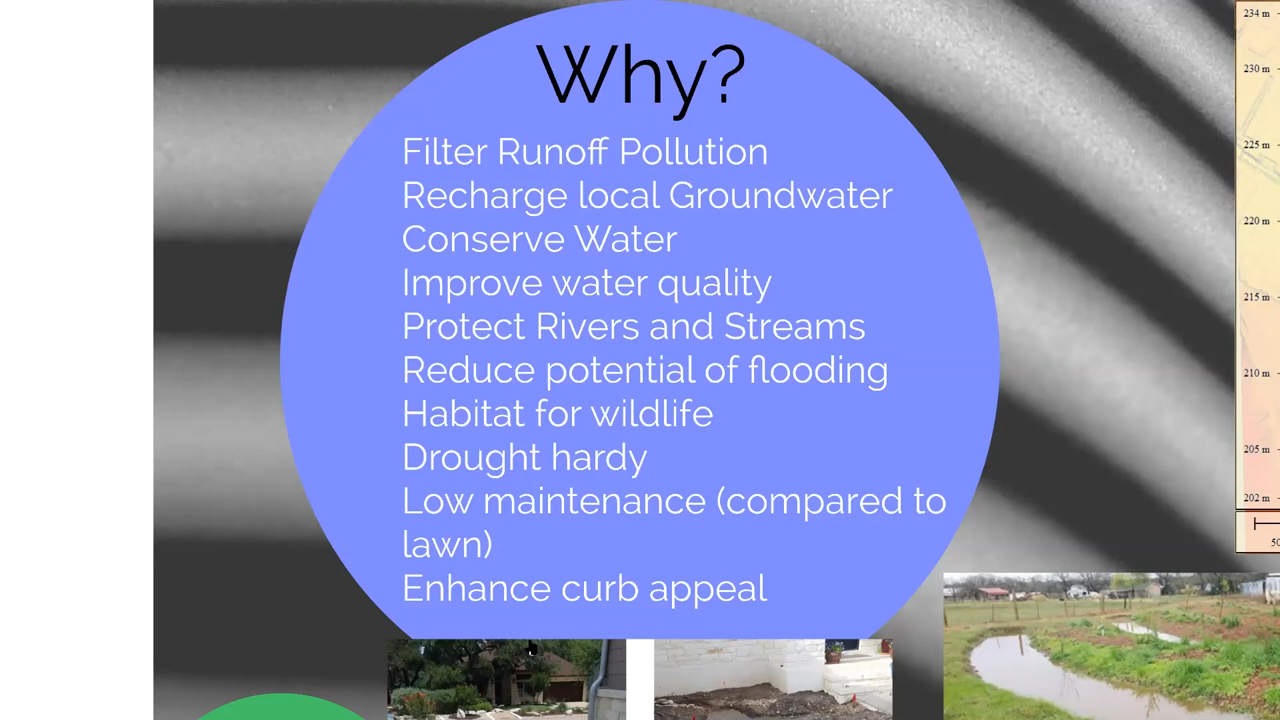 Why?
Filter Runoff Pollution
Recharge local Groundwater
Conserve Water
Improve water quality
Protect Rivers and Streams
Reduce potential of flooding
Habitat for wildlife
Drought hardy
Low maintenance (compared to
lawn)
Enhance curb appeal
234 m
230 m
225 m
220 m
215 m
210 m
205 m
202 m
50